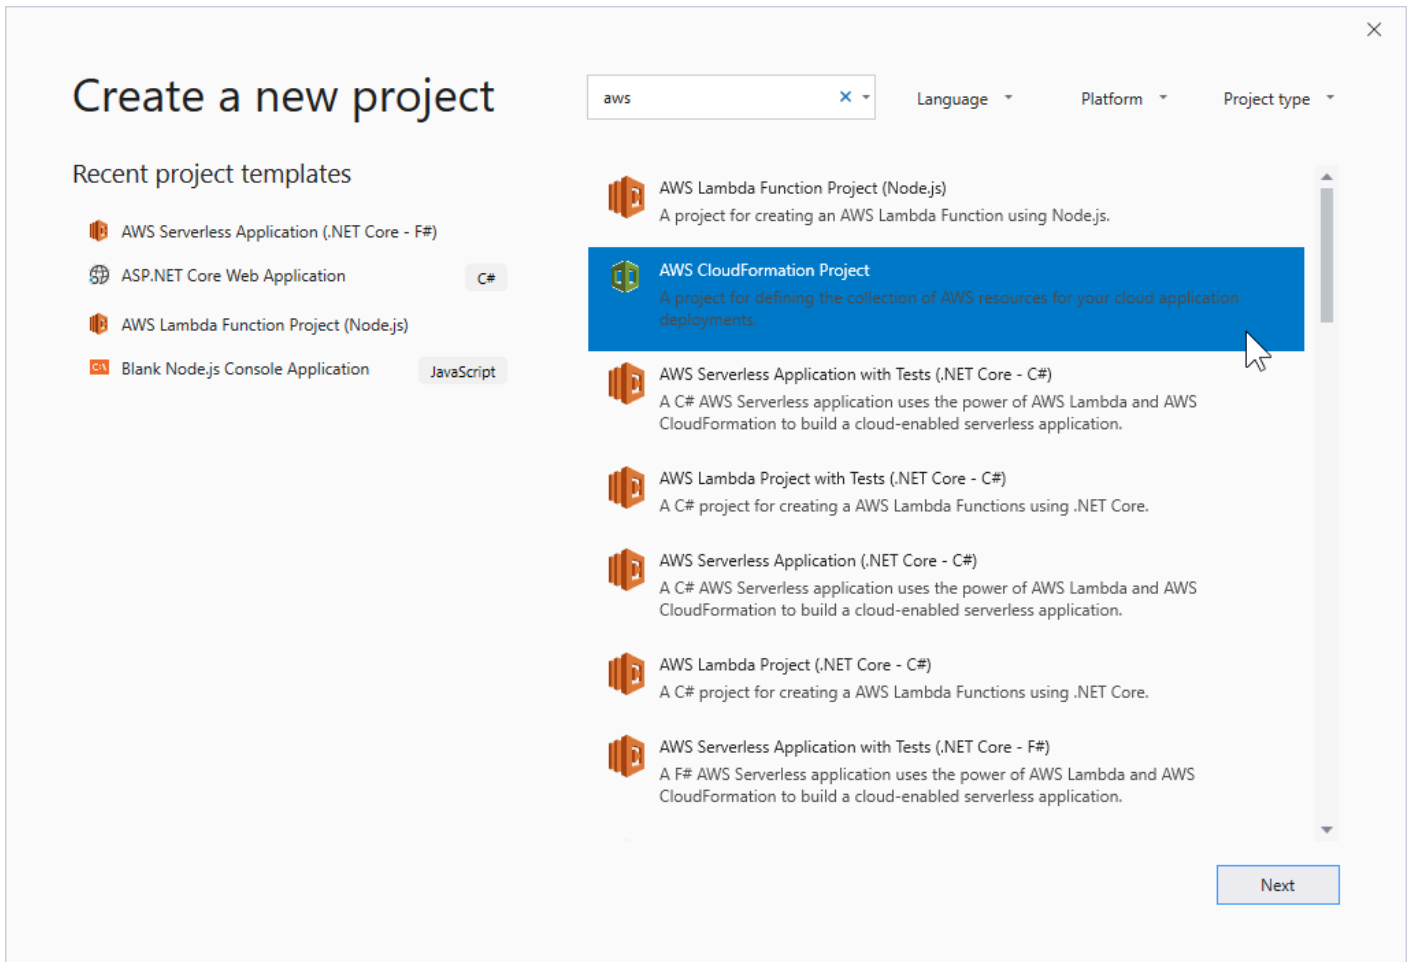 Create a new project
aws
Language
Platform
Project type
Recent project templates
AWS Serverless Application (.NET Core - F#)
ASP.NET Core Web Application
C#
AWS Lambda Function Project (Node.js)
Blank Node.js Console Application
JavaScript
AWS Lambda Function Project (Node.js)
A project for creating an AWS Lambda Function using Node.js.
AWS CloudFormation Project
A project for defining the collection of AWS resources for your cloud application
deployments.
AWS Serverless Application with Tests (.NET Core - C#)
A C# AWS Serverless application uses the power of AWS Lambda and AWS
CloudFormation to build a cloud-enabled serverless application.
AWS Lambda Project with Tests (.NET Core - C#)
A C# project for creating a AWS Lambda Functions using .NET Core.
AWS Serverless Application (.NET Core - C#)
A C# AWS Serverless application uses the power of AWS Lambda and AWS
CloudFormation to build a cloud-enabled serverless application.
AWS Lambda Project (.NET Core - C#)
A C# project for creating a AWS Lambda Functions using .NET Core.
AWS Serverless Application with Tests (.NET Core - F#)
A F# AWS Serverless application uses the power of AWS Lambda and AWS
CloudFormation to build a cloud-enabled serverless application.
Next